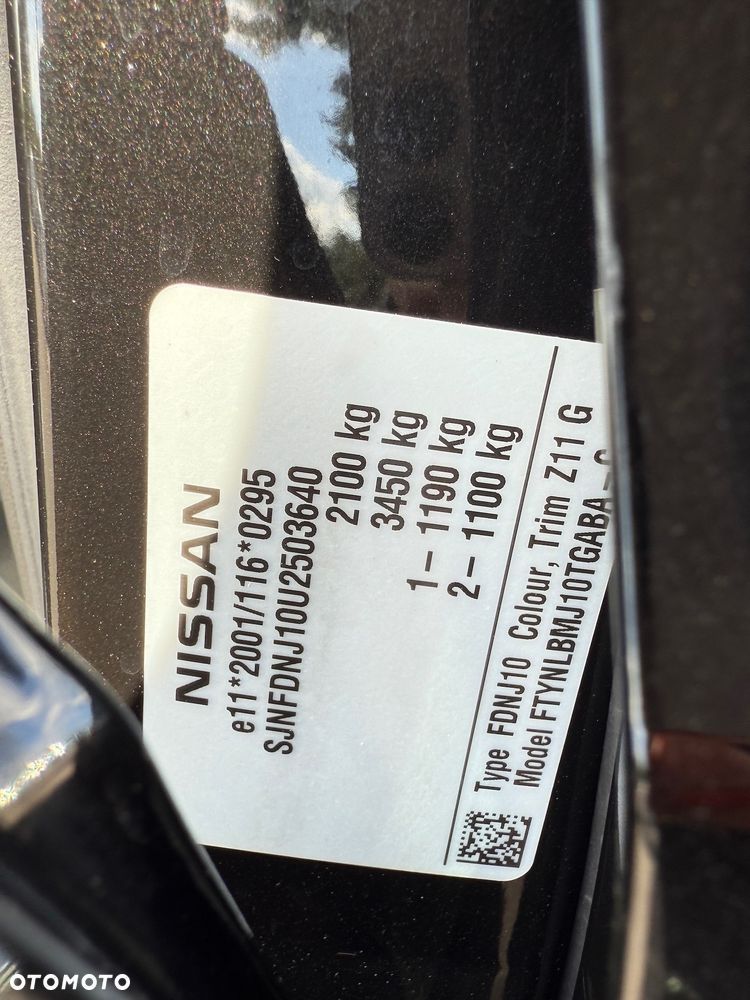 NISSAN
e11*2001/116*0295
SJNFDNJ10U2503640
2100 kg
3450 kg
1– 1190 kg
2– 1100 kg
Type FDNJ10 Colour, Trim Z11 G
Model FTYNLBMJ10TGABA
OTOMOTO